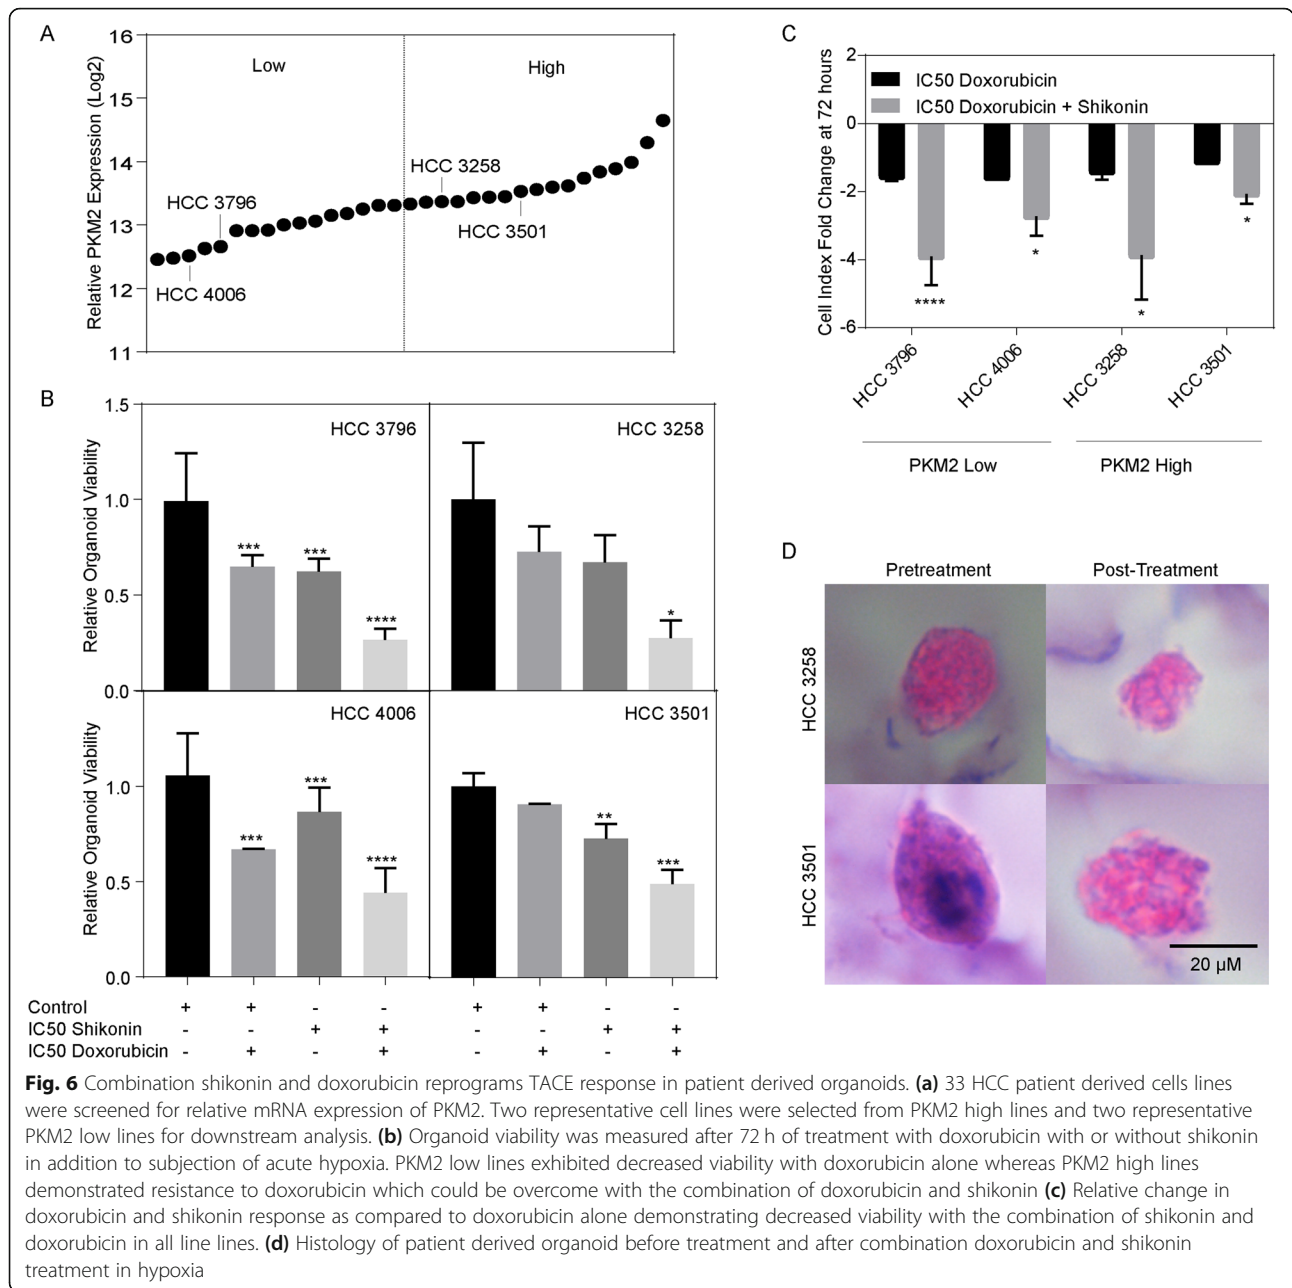 A
Relative PKM2 Expression (Log2)
16
15
14
13
12
11
Low
High
HCC 3796
HCC 4006
HCC 3258
HCC 3501
C
Cell Index Fold Change at 72 hours
2
0
-2
-4
-6
IC50 Doxorubicin
IC50 Doxorubicin + Shikonin
****
*
*
*
HCC 3796
HCC 4006
HCC 3258
HCC 3501
PKM2 Low
PKM2 High
B
Relative Organoid Viability
1.5
1.0
0.5
0.0
HCC 3796
***
***
****
HCC 3258
*
Relative Organoid Viability
1.0
0.5
0.0
HCC 4006
***
***
****
HCC 3501
**
***
Control + + - - + + - -
IC50 Shikonin - - + + - - + +
IC50 Doxorubicin - + - + - + - +
D
Pretreatment
Post-Treatment
HCC 3258
HCC 3501
20 µM
Fig. 6 Combination shikonin and doxorubicin reprograms TACE response in patient derived organoids. (a) 33 HCC patient derived cells lines
were screened for relative mRNA expression of PKM2. Two representative cell lines were selected from PKM2 high lines and two representative
PKM2 low lines for downstream analysis. (b) Organoid viability was measured after 72 h of treatment with doxorubicin with or without shikonin
in addition to subjection of acute hypoxia. PKM2 low lines exhibited decreased viability with doxorubicin alone whereas PKM2 high lines
demonstrated resistance to doxorubicin which could be overcome with the combination of doxorubicin and shikonin (c) Relative change in
doxorubicin and shikonin response as compared to doxorubicin alone demonstrating decreased viability with the combination of shikonin and
doxorubicin in all line lines. (d) Histology of patient derived organoid before treatment and after combination doxorubicin and shikonin
treatment in hypoxia